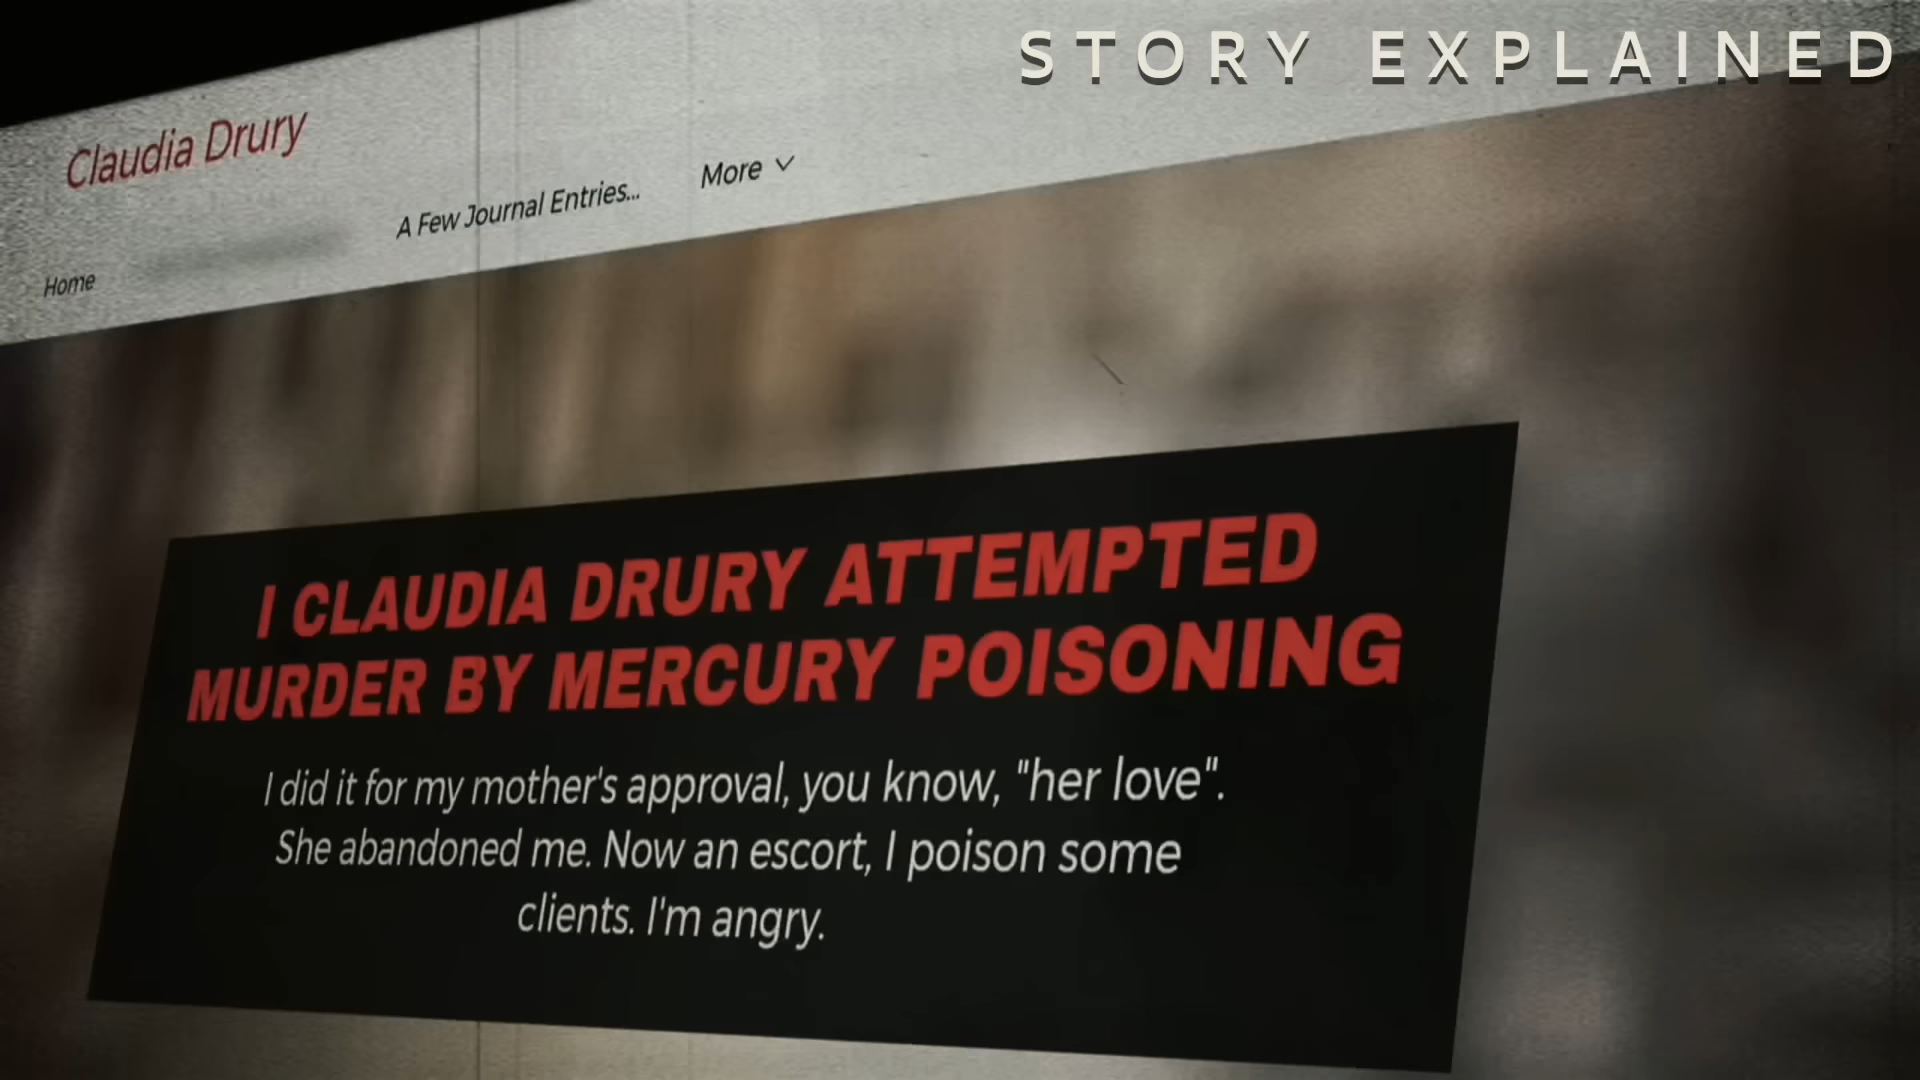 STORY EXPLAINED
Claudia Drury
Home
A Few Journal Entries...
More
I CLAUDIA DRURY ATTEMPTED
MURDER BY MERCURY POISONING
I did it for my mother's approval, you know, "her love".
She abandoned me. Now an escort, I poison some
clients. I'm angry.